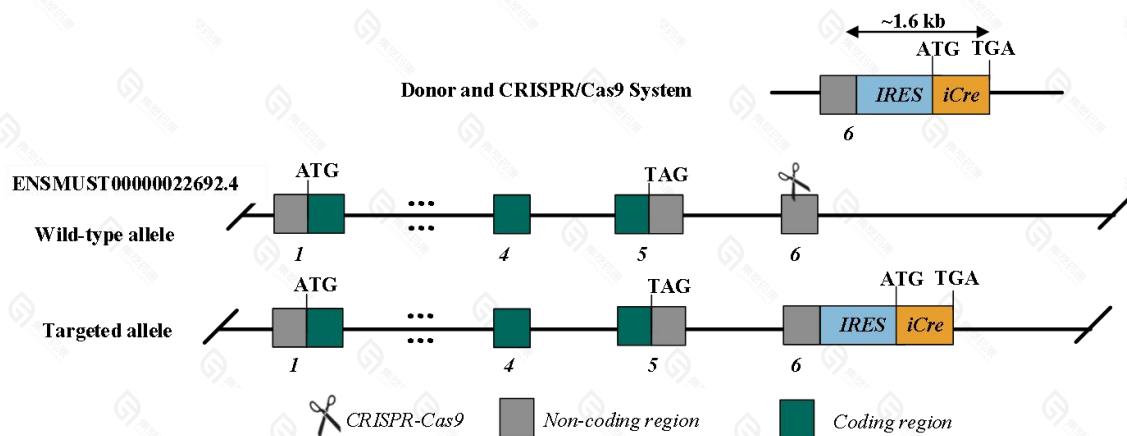 ~1.6 kb
ATG TGA
Donor and CRISPR/Cas9 System
IRES iCre
6
ENSMUST00000022692.4
ATG TAG
...
Wild-type allele
1 4 5 6
ATG TAG ATG TGA
Targeted allele
...
IRES iCre
1 4 5 6
CRISPR-Cas9 Non-coding region Coding region